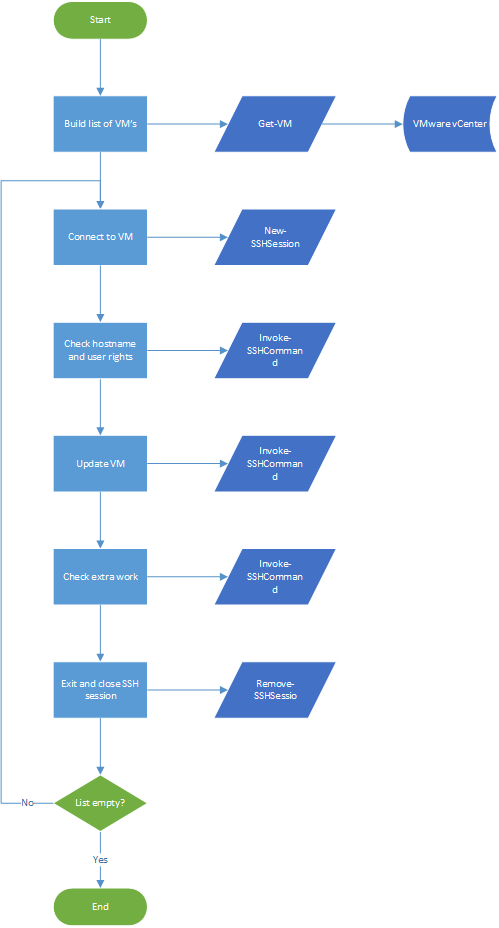 Start
Build list of VM's
Get-VM
VMware vCenter
Connect to VM
New-
SSHSession
Check hostname
and user rights
Invoke-
SSHComman
d
Update VM
Invoke-
SSHComman
d
Check extra work
Invoke-
SSHComman
d
Exit and close SSH
session
Remove-
SSHSessio
List empty?
No
Yes
End